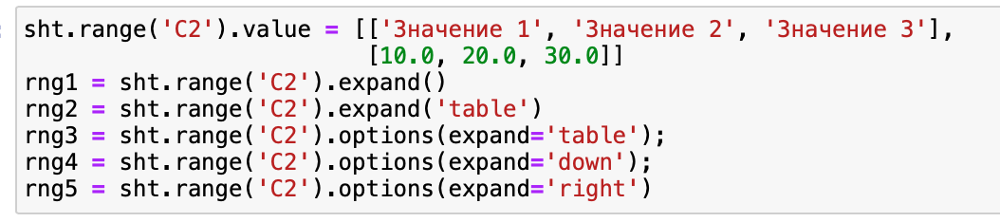 sht.range('C2').value = [['Значение 1', 'Значение 2', 'Значение 3'],
[10.0, 20.0, 30.0]]
rng1 = sht.range('C2').expand()
rng2 = sht.range('C2').expand('table')
rng3 = sht.range('C2').options(expand='table');
rng4 = sht.range('C2').options(expand='down');
rng5 = sht.range('C2').options(expand='right')